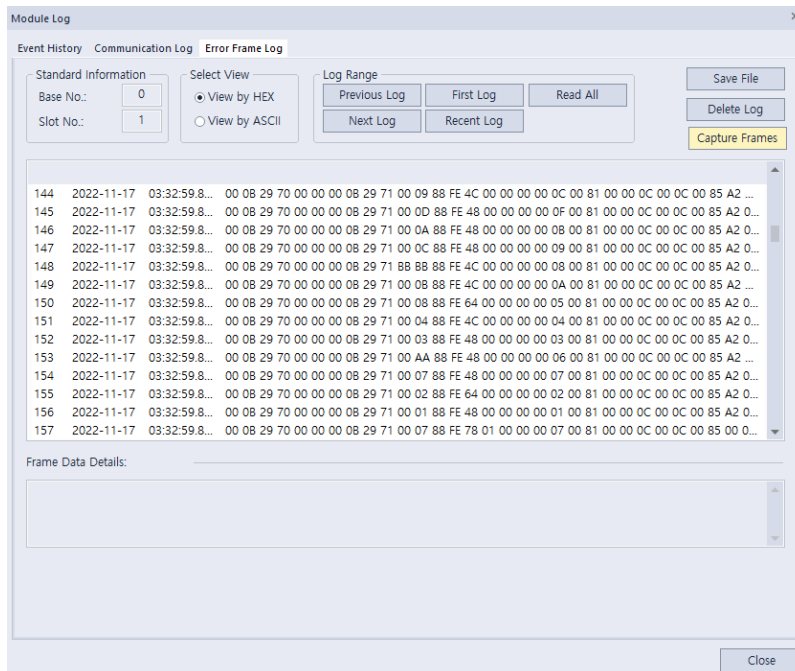 Module Log
Event History Communication Log Error Frame Log
Standard Information Select View Log Range
Base No.: 0 View by HEX Previous Log First Log Read All Save File
Slot No.: 1 View by ASCII Next Log Recent Log Delete Log
Capture Frames
144 2022-11-17 03:32:59.8... 00 0B 29 70 00 00 00 0B 29 71 00 09 88 FE 4C 00 00 00 00 0C 00 81 00 00 0C 00 0C 00 85 A2 ...
145 2022-11-17 03:32:59.8... 00 0B 29 70 00 00 00 0B 29 71 00 0D 88 FE 48 00 00 00 00 0F 00 81 00 00 0C 00 0C 00 85 A2 0...
146 2022-11-17 03:32:59.8... 00 0B 29 70 00 00 00 0B 29 71 00 0A 88 FE 48 00 00 00 00 0B 00 81 00 00 0C 00 0C 00 85 A2 0...
147 2022-11-17 03:32:59.8... 00 0B 29 70 00 00 00 0B 29 71 00 0C 88 FE 48 00 00 00 00 09 00 81 00 00 0C 00 0C 00 85 A2 0...
148 2022-11-17 03:32:59.8... 00 0B 29 70 00 00 00 0B 29 71 BB BB 88 FE 4C 00 00 00 00 08 00 81 00 00 0C 00 0C 00 85 A2 0...
149 2022-11-17 03:32:59.8... 00 0B 29 70 00 00 00 0B 29 71 00 0B 88 FE 4C 00 00 00 00 0A 00 81 00 00 0C 00 0C 00 85 A2 ...
150 2022-11-17 03:32:59.8... 00 0B 29 70 00 00 00 0B 29 71 00 08 88 FE 64 00 00 00 00 05 00 81 00 00 0C 00 0C 00 85 A2 0...
151 2022-11-17 03:32:59.8... 00 0B 29 70 00 00 00 0B 29 71 00 04 88 FE 4C 00 00 00 00 04 00 81 00 00 0C 00 0C 00 85 A2 0...
152 2022-11-17 03:32:59.8... 00 0B 29 70 00 00 00 0B 29 71 00 03 88 FE 48 00 00 00 00 03 00 81 00 00 0C 00 0C 00 85 A2 0...
153 2022-11-17 03:32:59.8... 00 0B 29 70 00 00 00 0B 29 71 00 AA 88 FE 48 00 00 00 00 06 00 81 00 00 0C 00 0C 00 85 A2 ...
154 2022-11-17 03:32:59.8... 00 0B 29 70 00 00 00 0B 29 71 00 07 88 FE 48 00 00 00 00 07 00 81 00 00 0C 00 0C 00 85 A2 0...
155 2022-11-17 03:32:59.8... 00 0B 29 70 00 00 00 0B 29 71 00 02 88 FE 64 00 00 00 00 02 00 81 00 00 0C 00 0C 00 85 A2 0...
156 2022-11-17 03:32:59.8... 00 0B 29 70 00 00 00 0B 29 71 00 01 88 FE 48 00 00 00 00 01 00 81 00 00 0C 00 0C 00 85 A2 0...
157 2022-11-17 03:32:59.8... 00 0B 29 70 00 00 00 0B 29 71 00 07 88 FE 78 01 00 00 00 07 00 81 00 00 0C 00 0C 00 85 00 0...
Frame Data Details:
Close